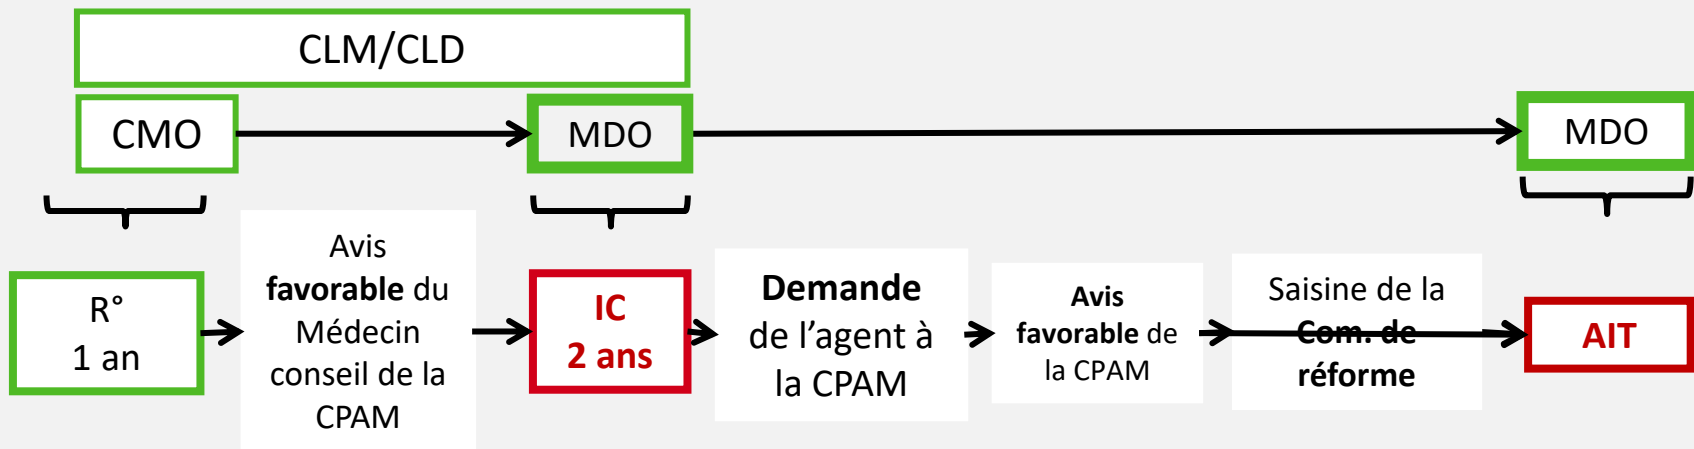 CLM/CLD
CMO
MDO
MDO
R°
1 an
Avis
favorable du
Médecin
conseil de la
CPAM
IC
2 ans
Demande
de l’agent à
la CPAM
Avis
favorable de
la CPAM
Saisine de la
Com. de
réforme
AIT